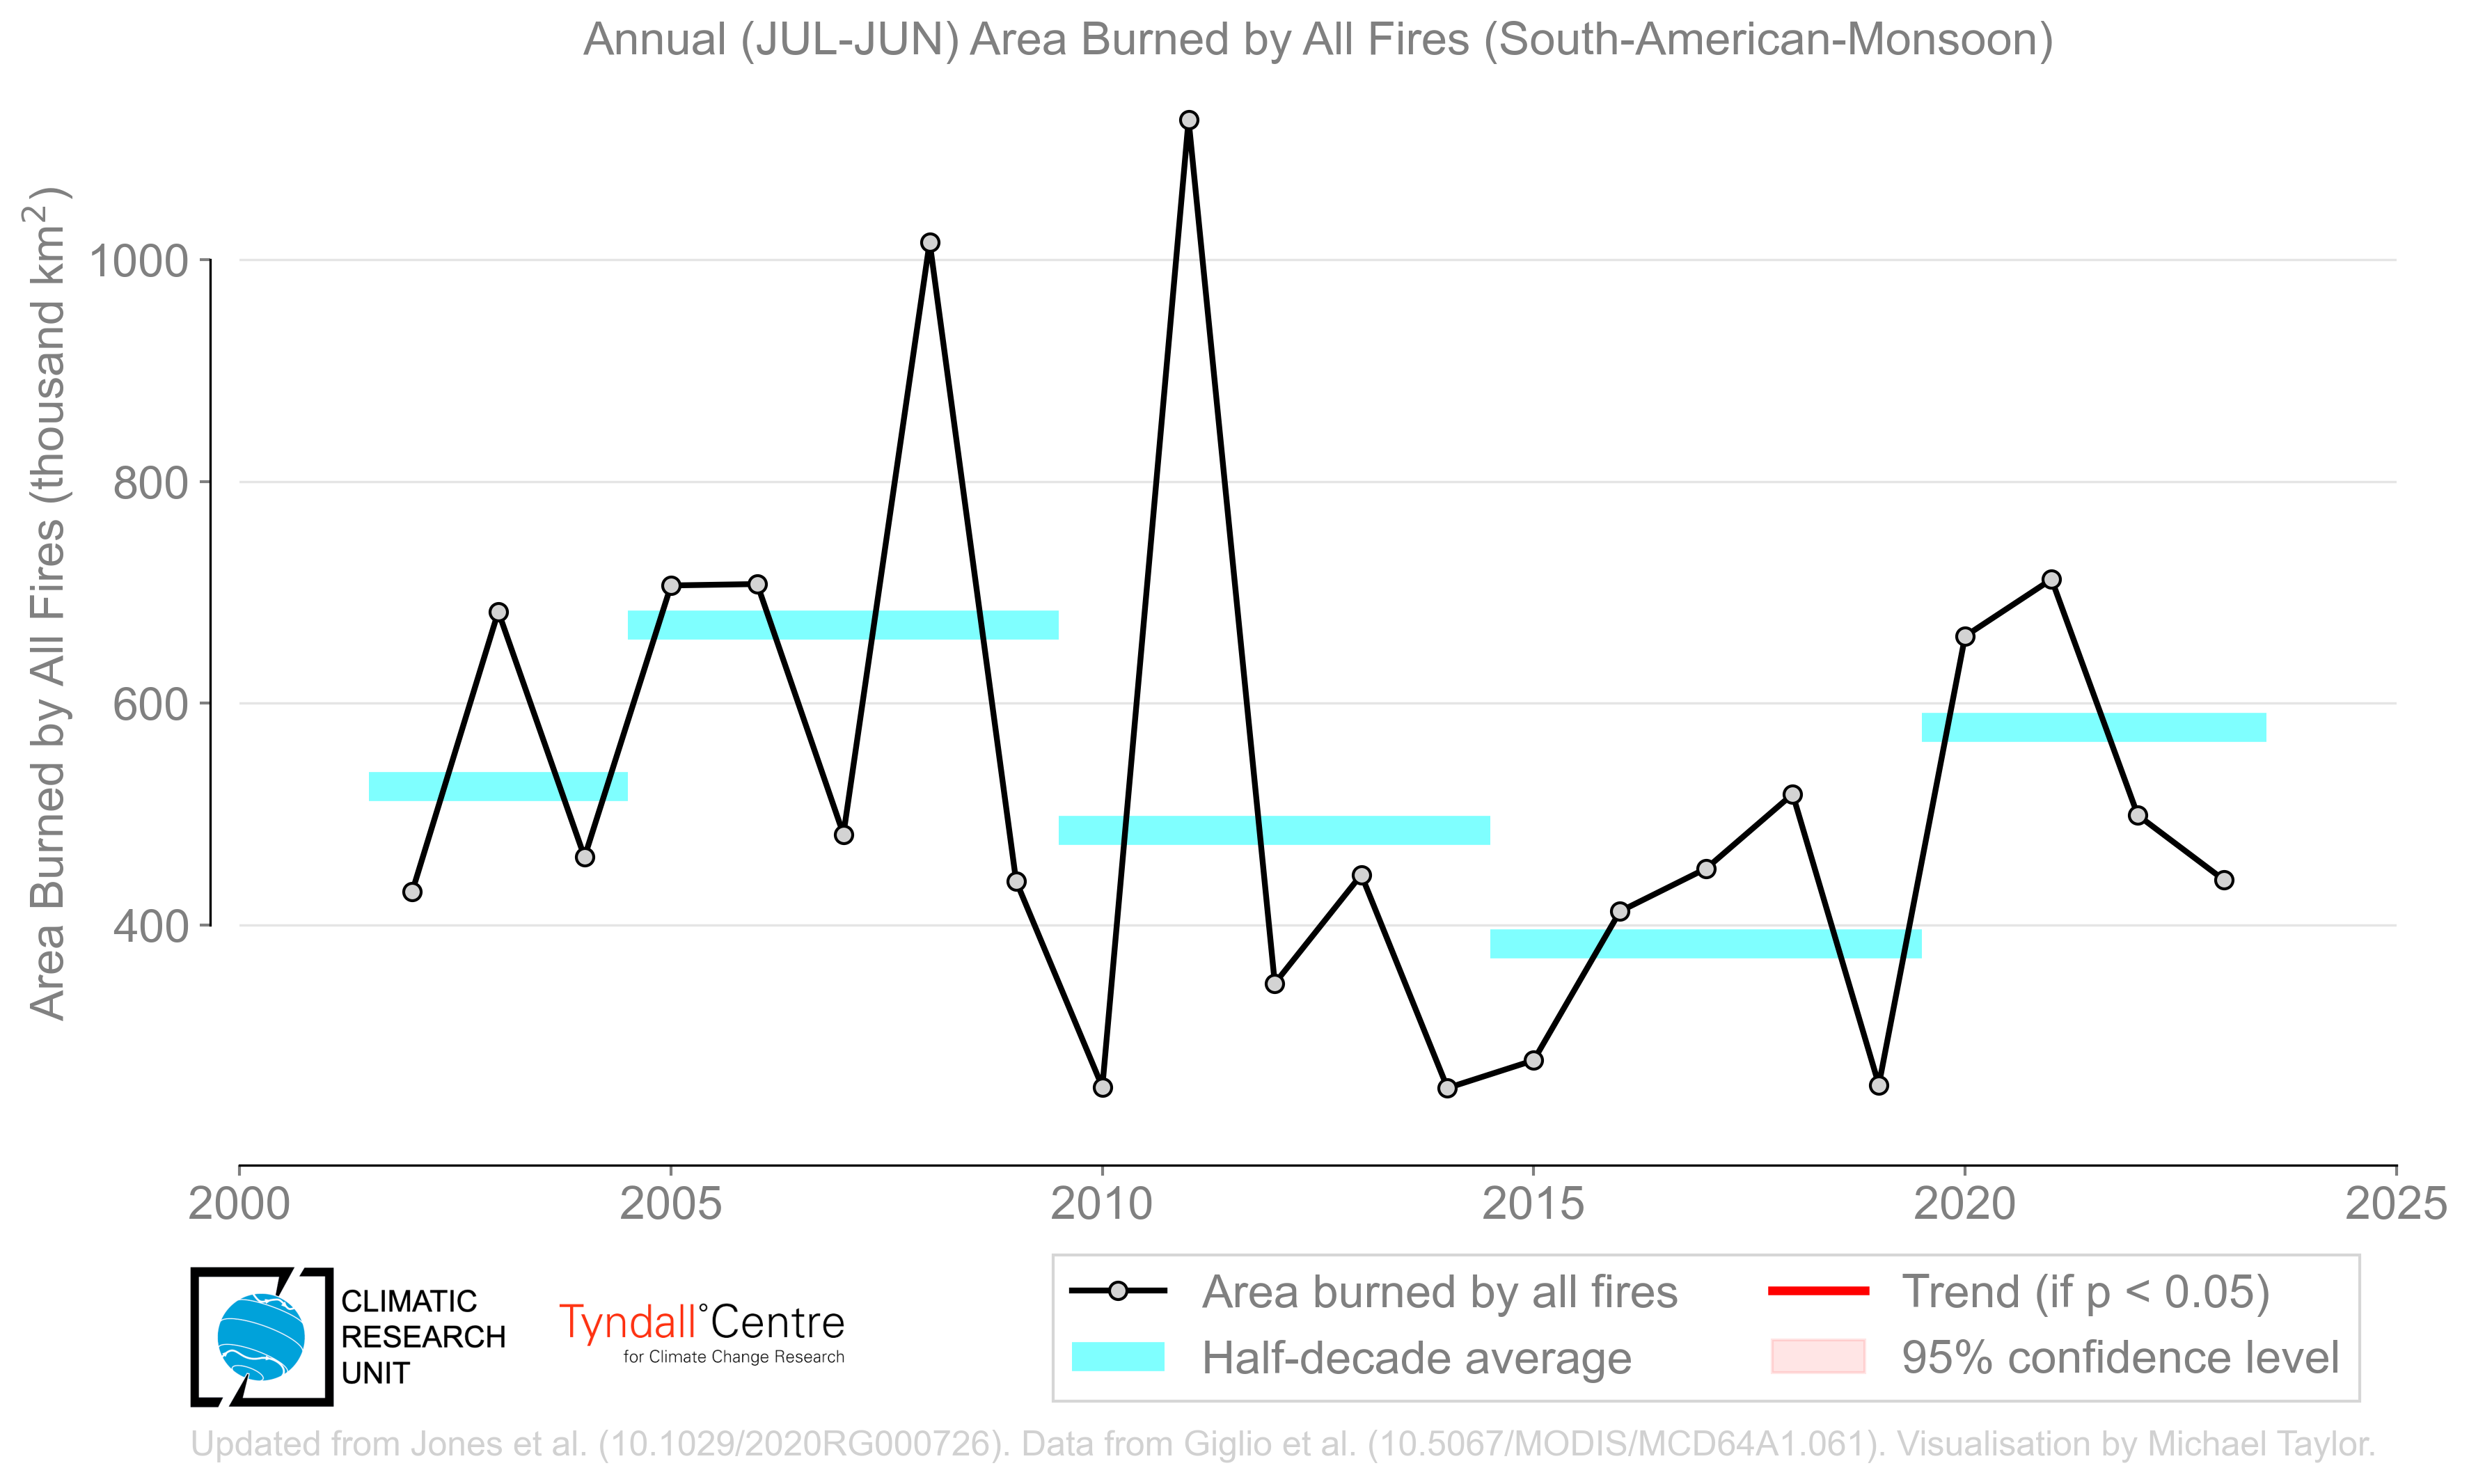 Annual (JUL-JUN) Area Burned by All Fires (South-American-Monsoon)
Area Burned by All Fires (thousand km²)
1000
800
600
400
2000 2005 2010 2015 2020 2025
CLIMATIC
RESEARCH
UNIT
Tyndall°Centre
for Climate Change Research
Area burned by all fires
Half-decade average
Trend (if p < 0.05)
95% confidence level
Updated from Jones et al. (10.1029/2020RG000726). Data from Giglio et al. (10.5067/MODIS/MCD64A1.061). Visualisation by Michael Taylor.